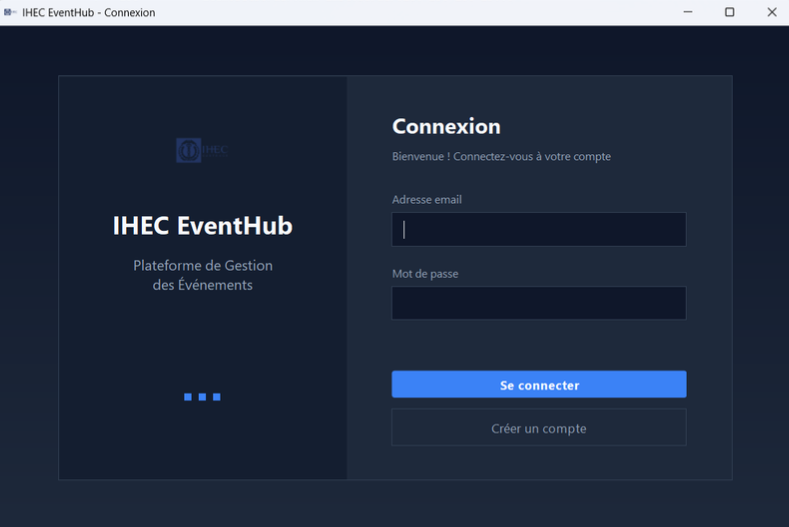 IHEC EventHub - Connexion
IHEC
IHEC EventHub
Plateforme de Gestion
des Événements
Connexion
Bienvenue ! Connectez-vous à votre compte
Adresse email
Mot de passe
Se connecter
Créer un compte